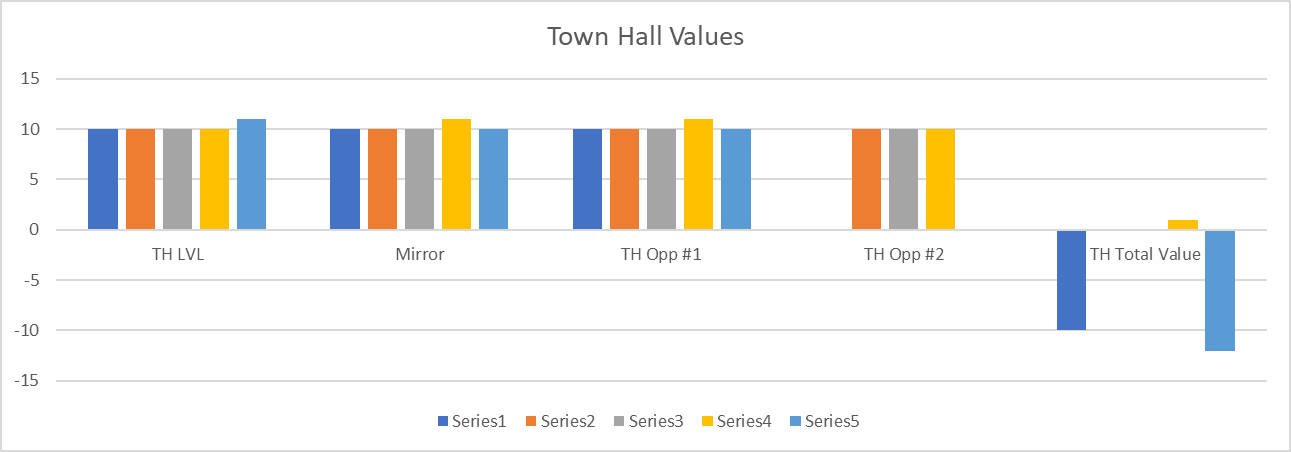 Town Hall Values
15
10
5
0
-5
-10
-15
TH LVL Mirror TH Opp #1 TH Opp #2 TH Total Value
Series1 Series2 Series3 Series4 Series5